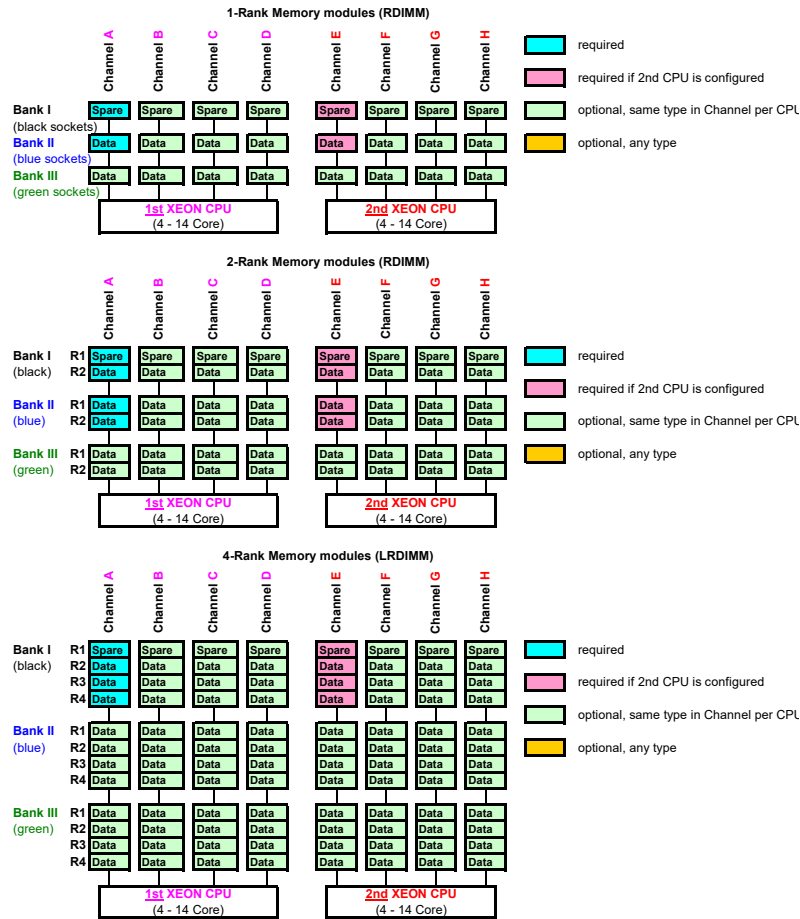 1-Rank Memory modules (RDIMM)
Channel A Channel B Channel C Channel D Channel E Channel F Channel G Channel H
required
required if 2nd CPU is configured
Bank I Spare Spare Spare Spare Spare Spare Spare Spare optional, same type in Channel per CPU
(black sockets)
Bank II Data Data Data Data Data Data Data Data optional, any type
(blue sockets)
Bank III Data Data Data Data Data Data Data Data
(green sockets)
1st XEON CPU 2nd XEON CPU
(4 - 14 Core) (4 - 14 Core)
2-Rank Memory modules (RDIMM)
Channel A Channel B Channel C Channel D Channel E Channel F Channel G Channel H
Bank I R1 Spare Spare Spare Spare Spare Spare Spare Spare required
(black) R2 Data Data Data Data Data Data Data Data
required if 2nd CPU is configured
Bank II R1 Data Data Data Data Data Data Data Data
(blue) R2 Data Data Data Data Data Data Data Data optional, same type in Channel per CPU
Bank III R1 Data Data Data Data Data Data Data Data optional, any type
(green) R2 Data Data Data Data Data Data Data Data
1st XEON CPU 2nd XEON CPU
(4 - 14 Core) (4 - 14 Core)
4-Rank Memory modules (LRDIMM)
Channel A Channel B Channel C Channel D Channel E Channel F Channel G Channel H
Bank I R1 Spare Spare Spare Spare Spare Spare Spare Spare required
(black) R2 Data Data Data Data Data Data Data Data
R3 Data Data Data Data Data Data Data Data required if 2nd CPU is configured
R4 Data Data Data Data Data Data Data Data
optional, same type in Channel per CPU
Bank II R1 Data Data Data Data Data Data Data Data
(blue) R2 Data Data Data Data Data Data Data Data optional, any type
R3 Data Data Data Data Data Data Data Data
R4 Data Data Data Data Data Data Data Data
Bank III R1 Data Data Data Data Data Data Data Data
(green) R2 Data Data Data Data Data Data Data Data
R3 Data Data Data Data Data Data Data Data
R4 Data Data Data Data Data Data Data Data
1st XEON CPU 2nd XEON CPU
(4 - 14 Core) (4 - 14 Core)